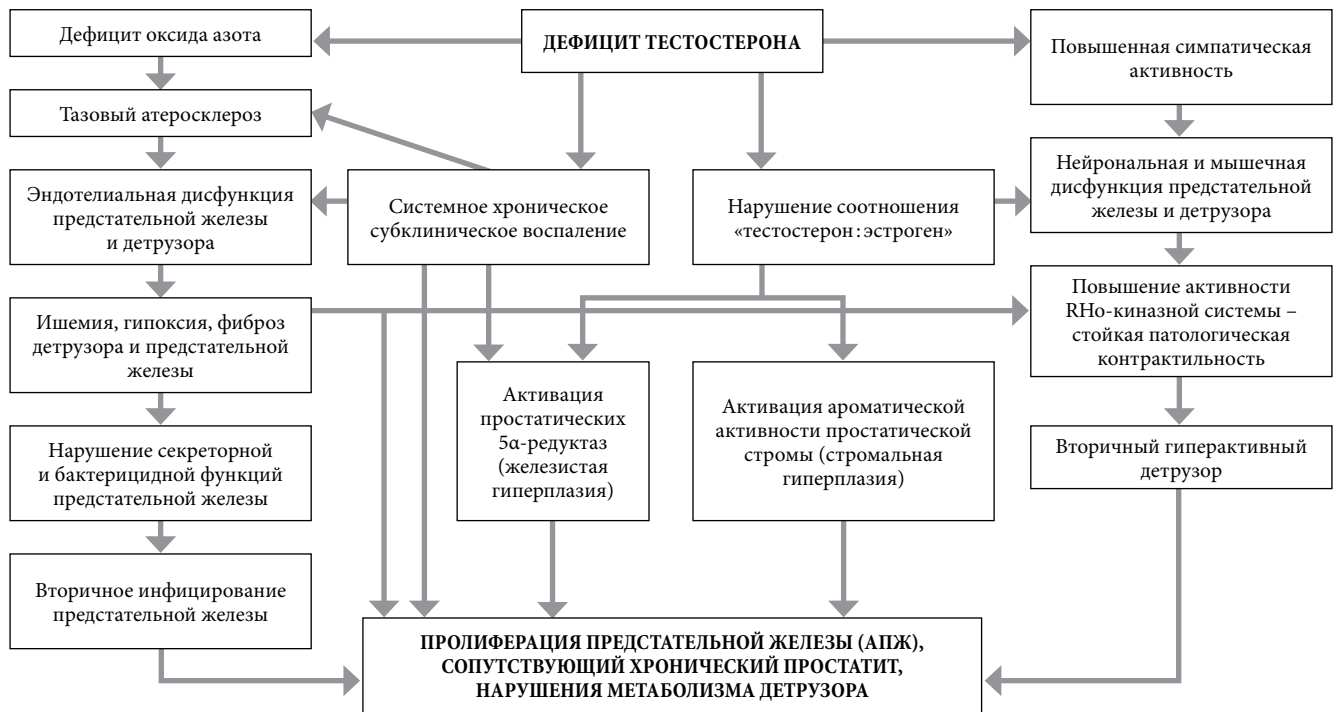 Дефицит оксида азота
ДЕФИЦИТ ТЕСТОСТЕРОНА
Повышенная симпатическая
активность
Тазовый атеросклероз
Эндотелиальная дисфункция
предстательной железы
и детрузора
Системное хроническое
субклиническое воспаление
Нарушение соотношения
«тестостерон : эстроген»
Нейрональная и мышечная
дисфункция предстательной
железы и детрузора
Ишемия, гипоксия, фиброз
детрузора и предстательной
железы
Повышение активности
RHo-киназной системы –
стойкая патологическая
контрактильность
Активация
простатических
5α-редуктаз
(железистая
гиперплазия)
Активация ароматической
активности простатической
стромы (стромальная
гиперплазия)
Нарушение секреторной
и бактерицидной функций
предстательной железы
Вторичный гиперактивный
детрузор
Вторичное инфицирование
предстательной железы
ПРОЛИФЕРАЦИЯ ПРЕДСТАТЕЛЬНОЙ ЖЕЛЕЗЫ (АПЖ),
СОПУТСТВУЮЩИЙ ХРОНИЧЕСКИЙ ПРОСТАТИТ,
НАРУШЕНИЯ МЕТАБОЛИЗМА ДЕТРУЗОРА